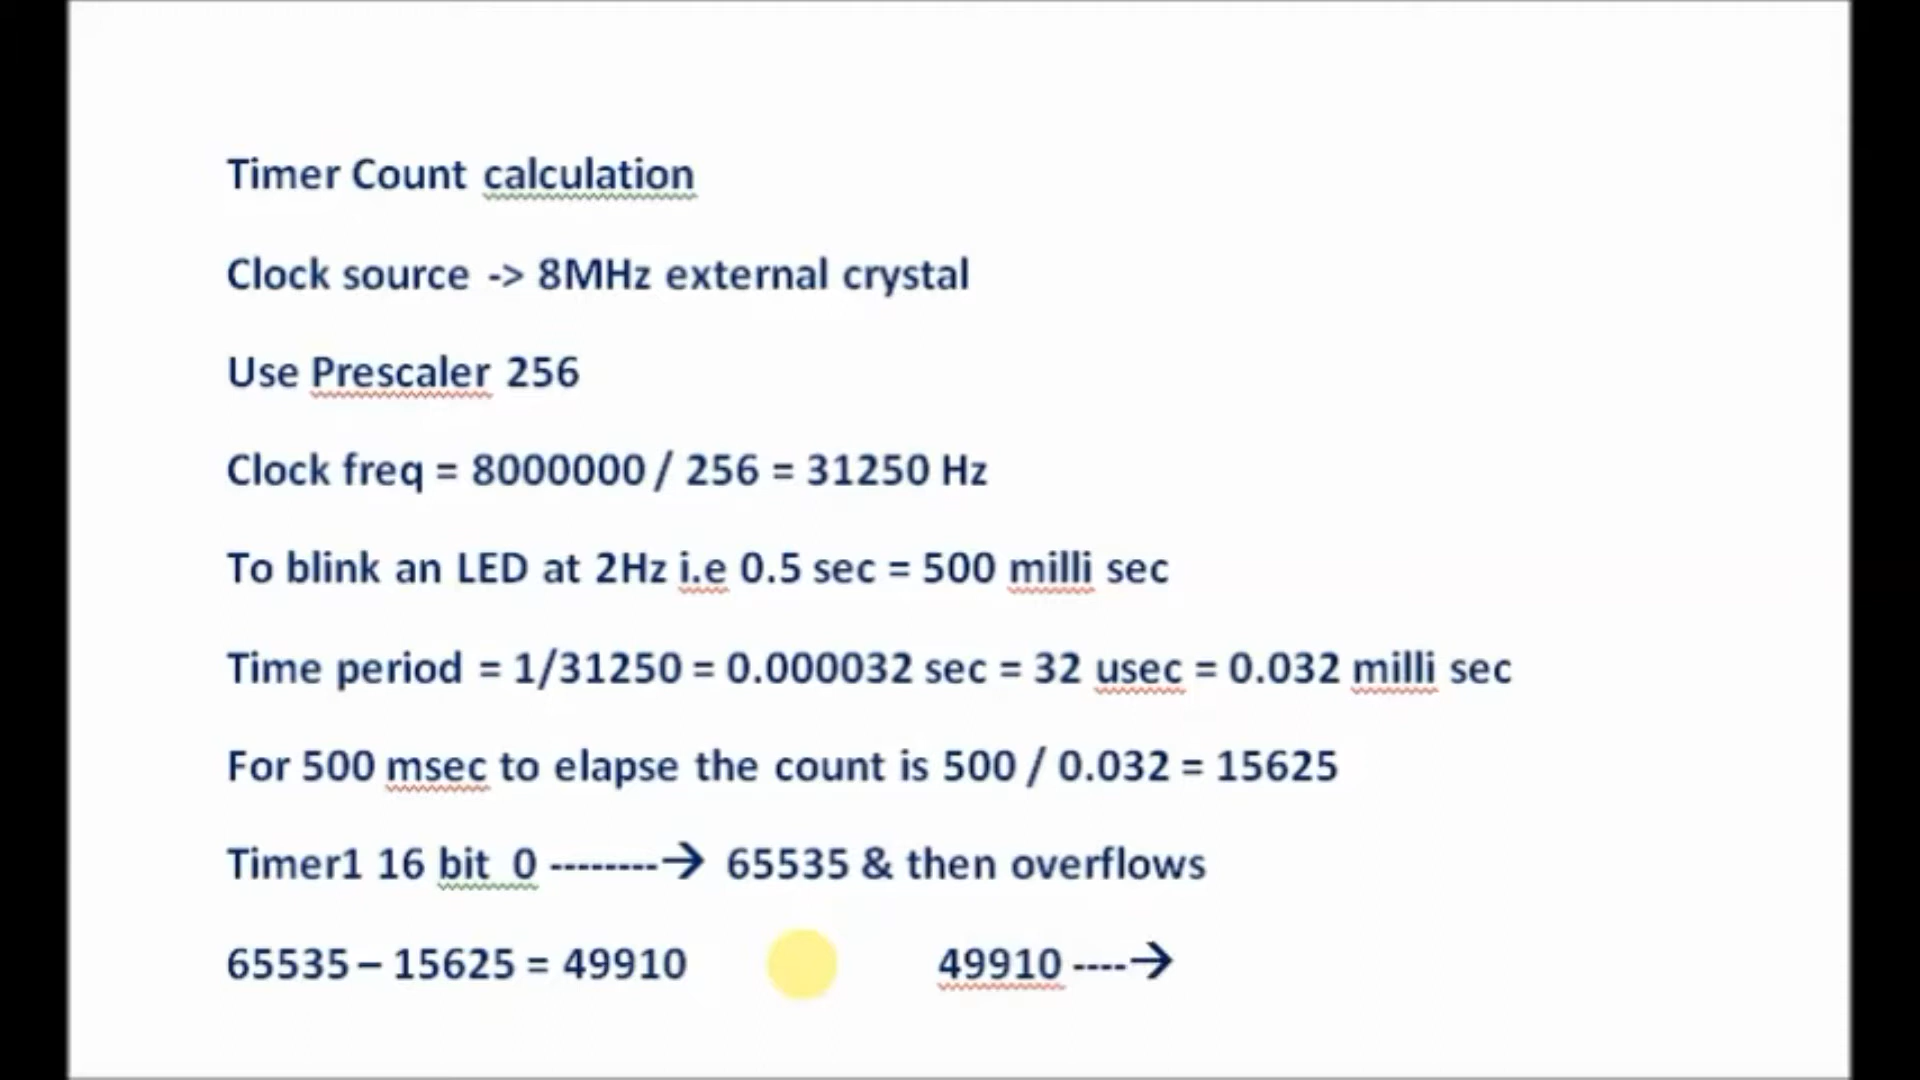 Timer Count calculation
Clock source -> 8MHz external crystal
Use Prescaler 256
Clock freq = 8000000 / 256 = 31250 Hz
To blink an LED at 2Hz i.e 0.5 sec = 500 milli sec
Time period = 1/31250 = 0.000032 sec = 32 usec = 0.032 milli sec
For 500 msec to elapse the count is 500 / 0.032 = 15625
Timer1 16 bit 0 --------→ 65535 & then overflows
65535 – 15625 = 49910 49910 ----→